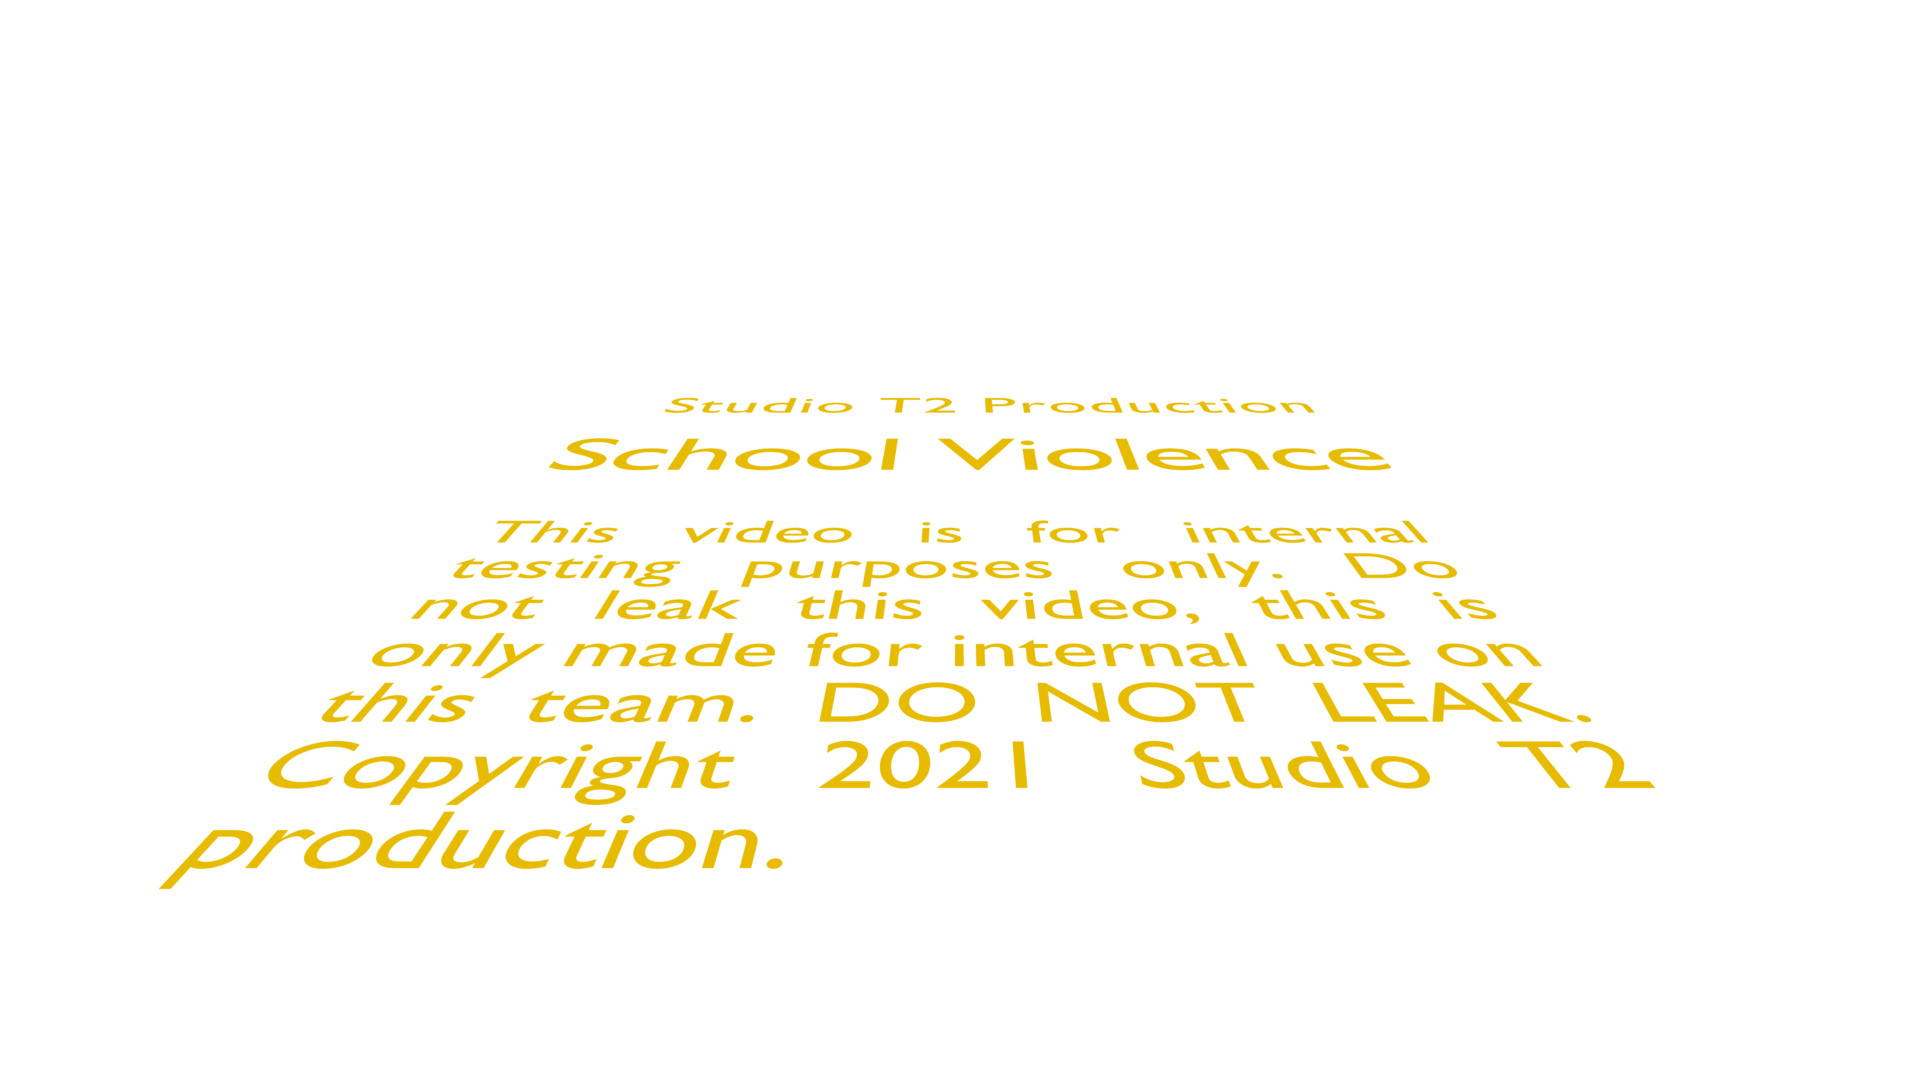 Studio T2 Production
School Violence
This video is for internal
testing purposes only. Do
not leak this video, this is
only made for internal use on
this team. DO NOT LEAK.
Copyright 2021 Studio T2
production.